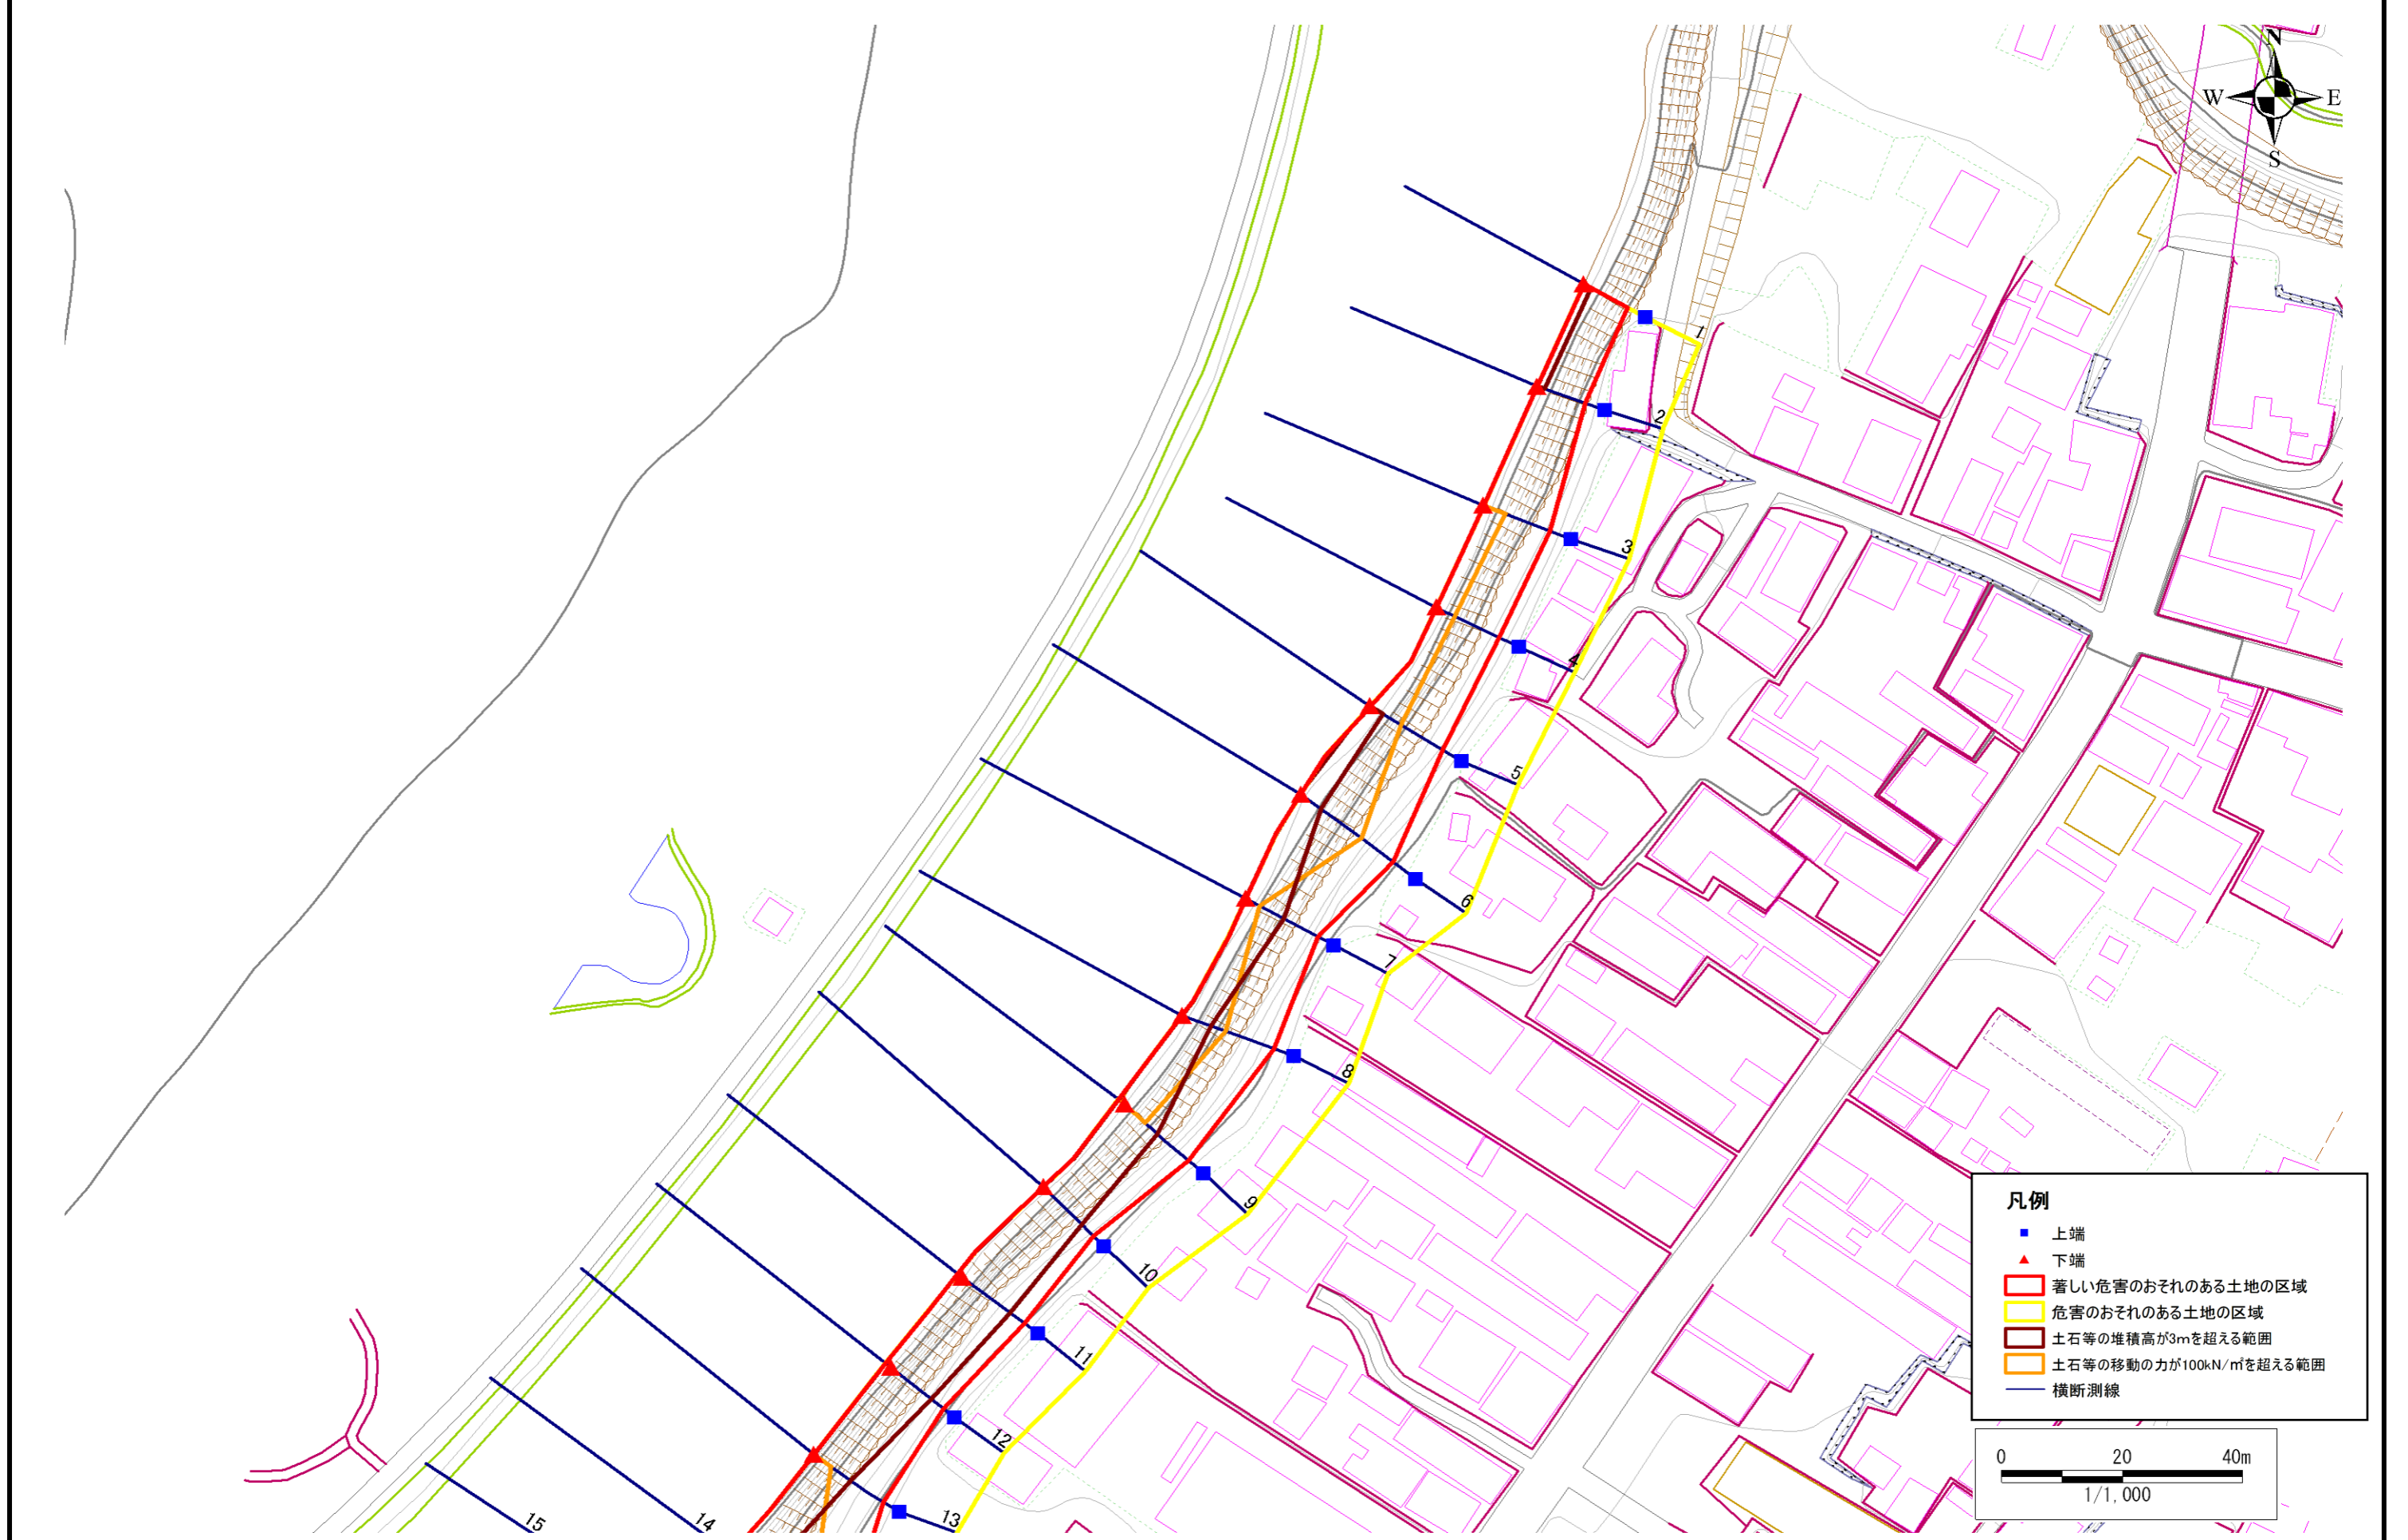 N
W E
S
1
2
3
4
5
6
7
8
9
10
11
12
13
14
15
凡例
上端
下端
著しい危害のおそれのある土地の区域
危害のおそれのある土地の区域
土石等の堆積高が3mを超える範囲
土石等の移動の力が100kN/㎡を超える範囲
横断測線
0 20 40m
1/1,000